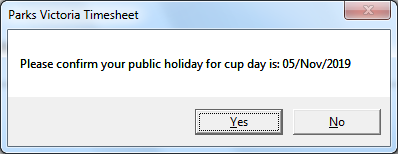 Parks Victoria Timesheet
Please confirm your public holiday for cup day is: 05/Nov/2019
Yes
No